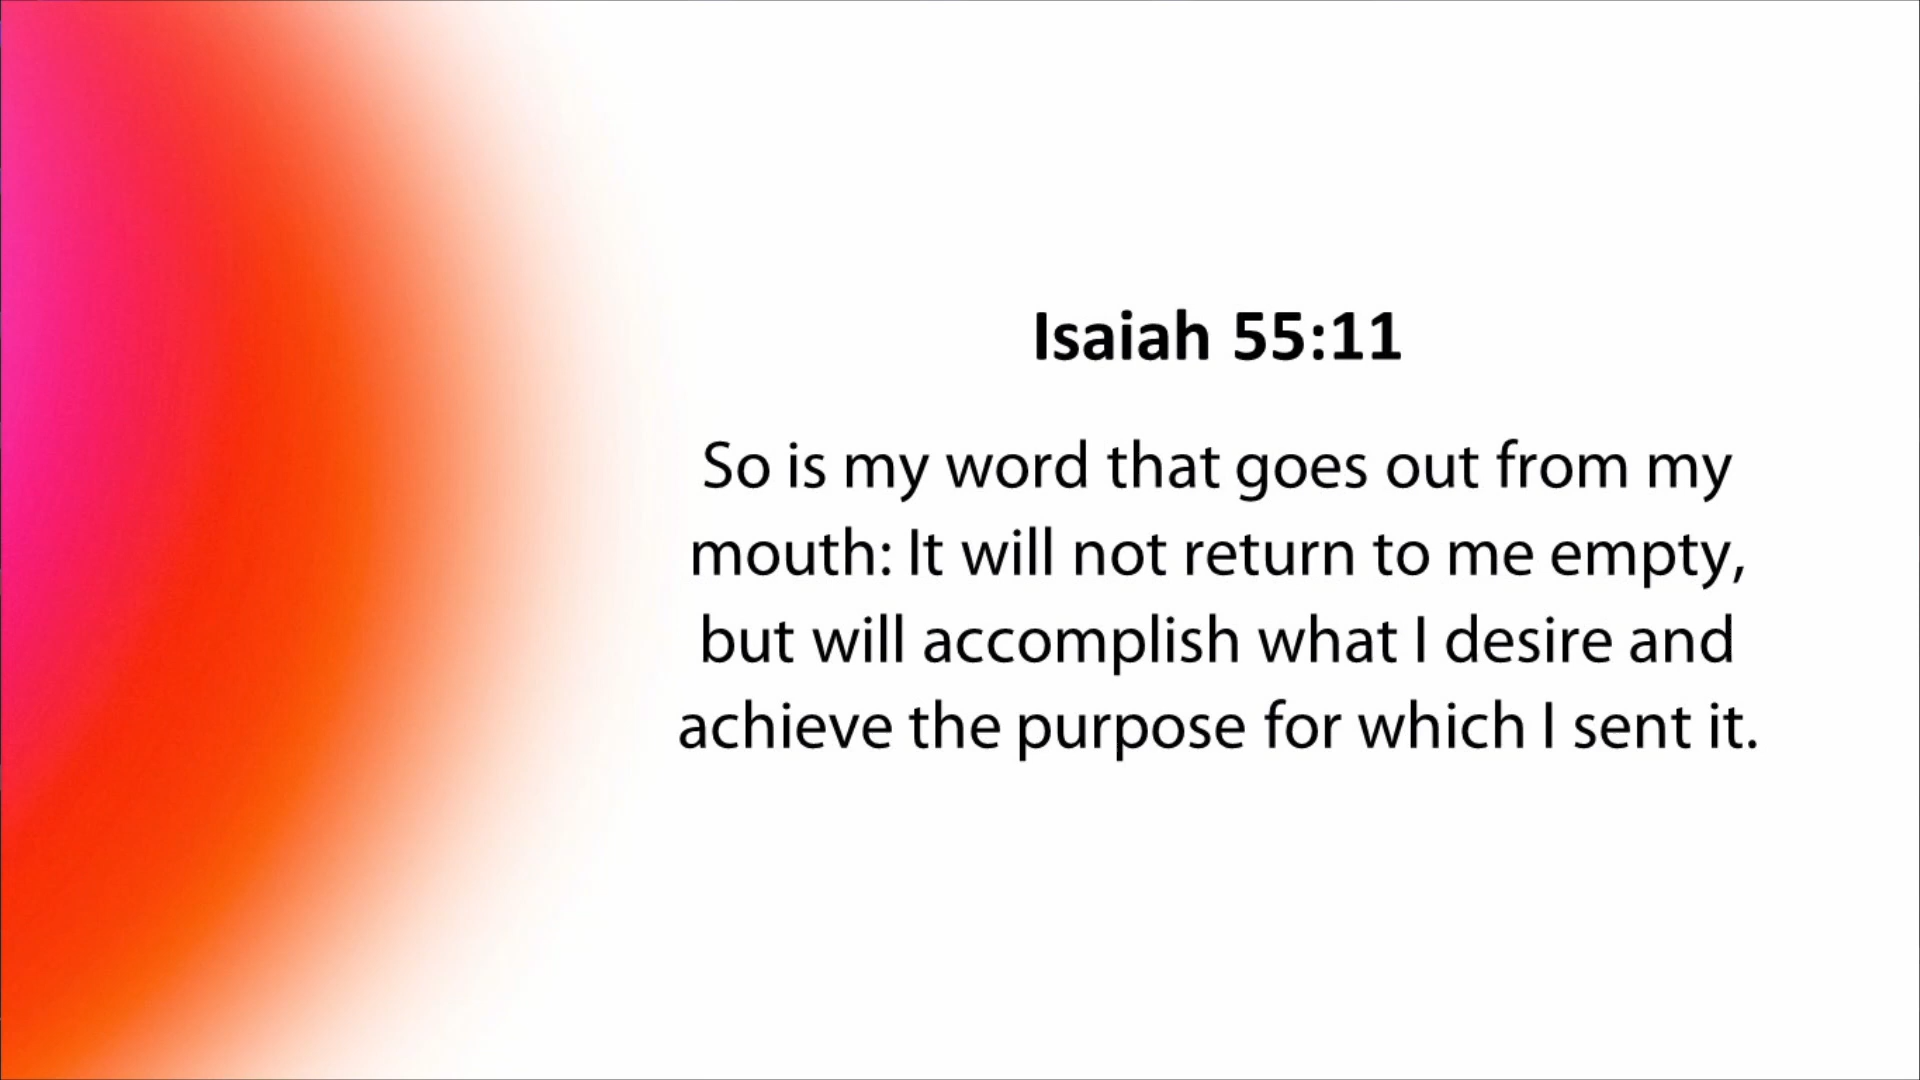 Isaiah 55:11
So is my word that goes out from my
mouth: It will not return to me empty,
but will accomplish what I desire and
achieve the purpose for which I sent it.